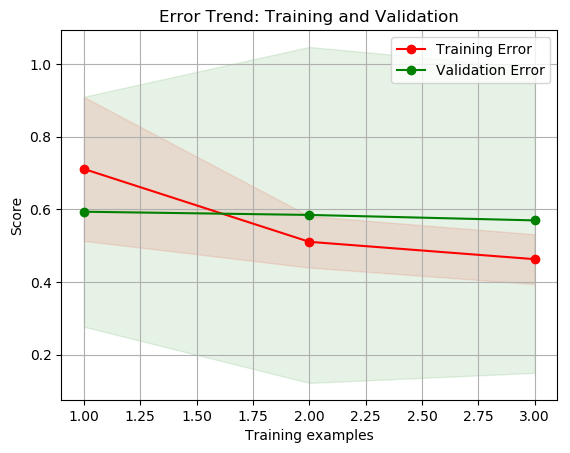 Error Trend: Training and Validation
Training Error
Validation Error
Score
1.0
0.8
0.6
0.4
0.2
1.00 1.25 1.50 1.75 2.00 2.25 2.50 2.75 3.00
Training examples